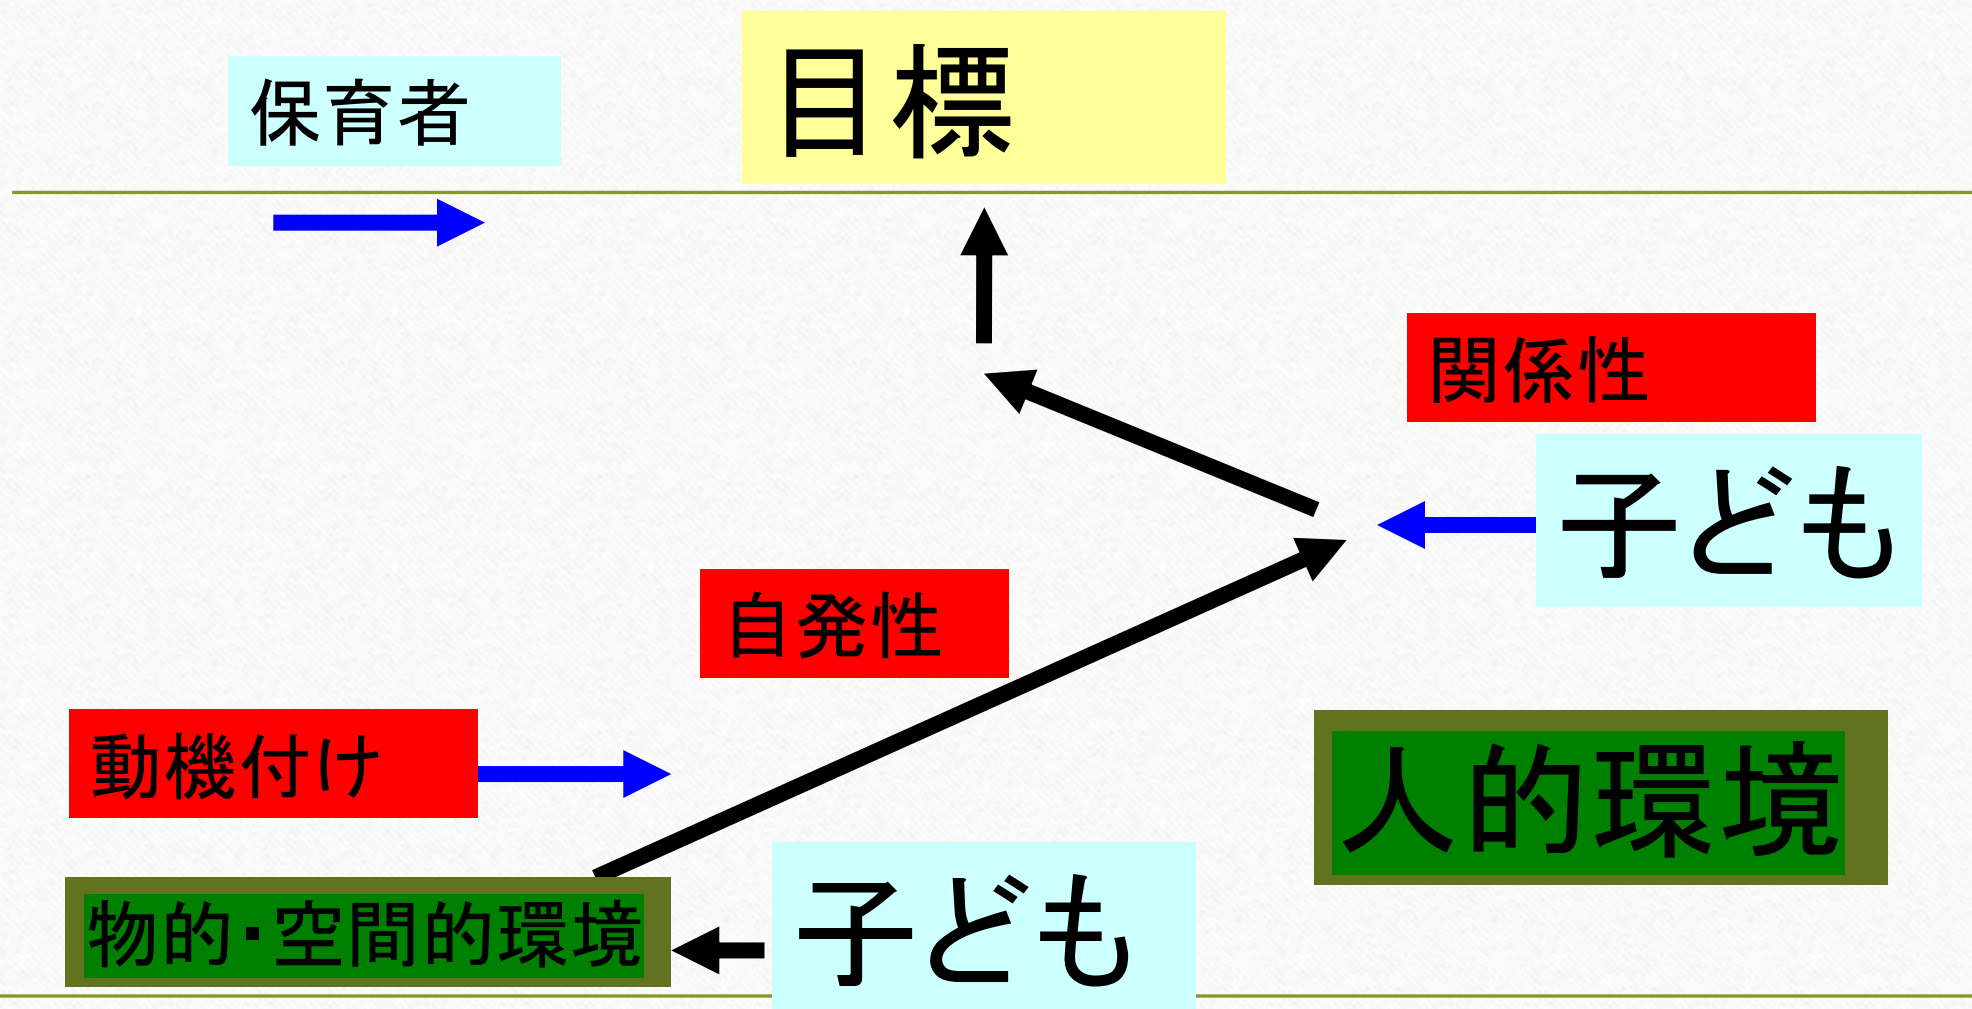 保育者
目標
関係性
子ども
自発性
動機付け
人的環境
物的・空間的環境
子ども